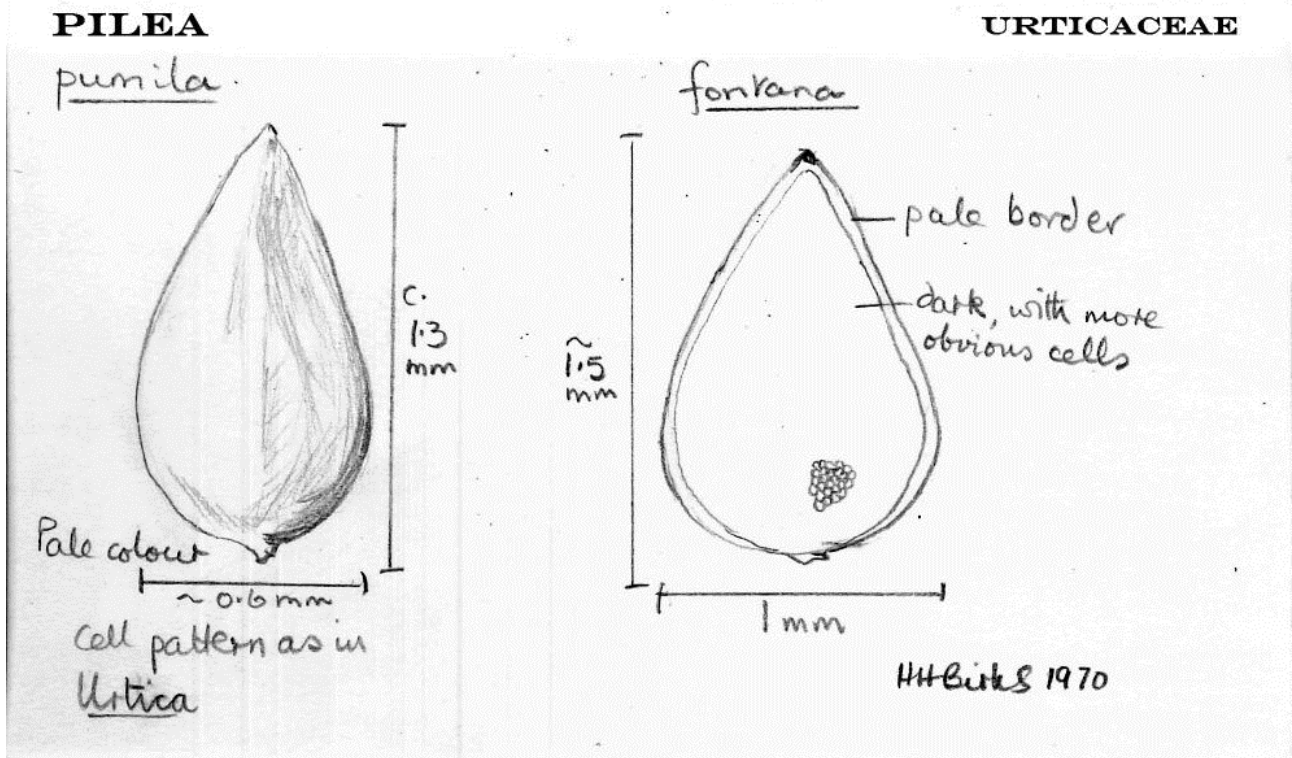 PILEA
URTICACEAE
pumila.
fontana
c.
1.3
mm
Pale colour
~ 0.6 mm
Cell pattern as in
Urtica
~
1.5
mm
pale border
dark, with more
obvious cells
1 mm
HHBirks 1970